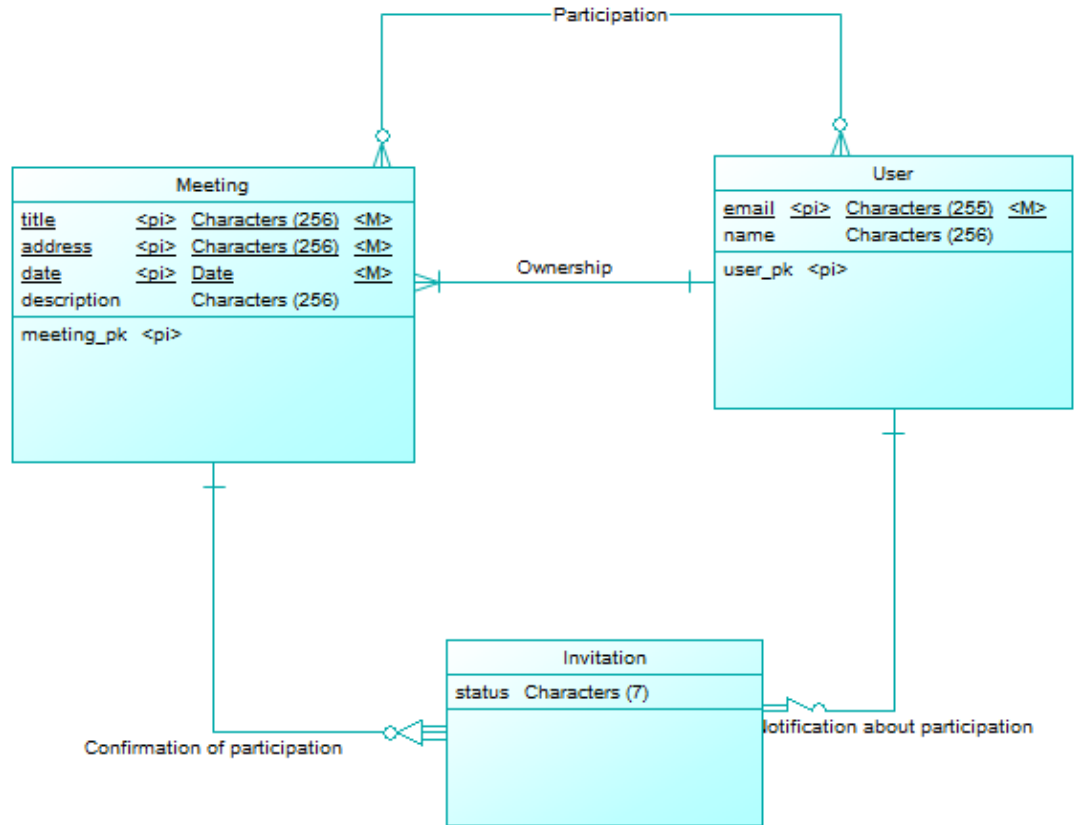 Participation
Meeting
title <pi> Characters (256) <M>
address <pi> Characters (256) <M>
date <pi> Date <M>
description Characters (256)
meeting_pk <pi>
User
email <pi> Characters (255) <M>
name Characters (256)
user_pk <pi>
Ownership
Invitation
status Characters (7)
Confirmation of participation
Notification about participation